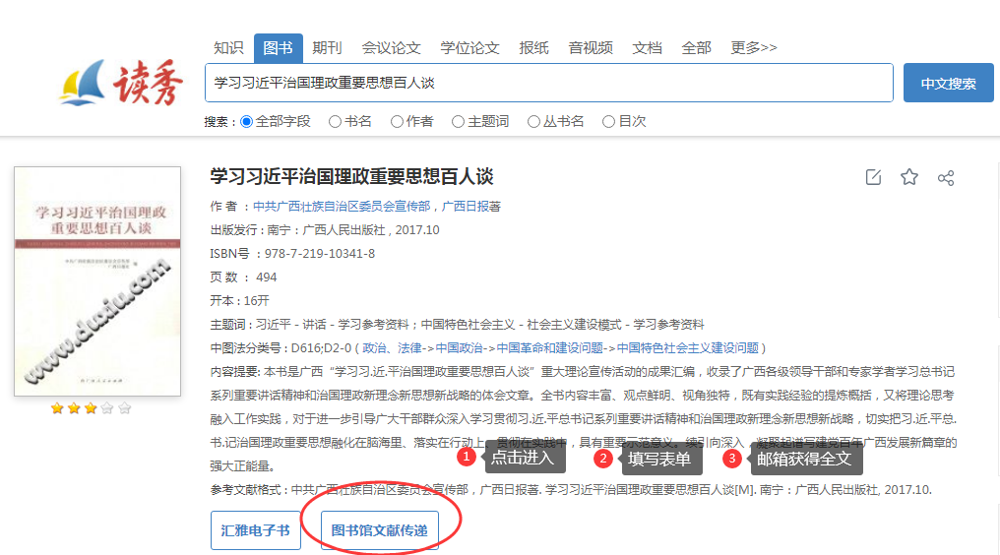 知识 图书 期刊 会议论文 学位论文 报纸 音视频 文档 全部 更多>>
读秀
学习习近平治国理政重要思想百人谈
中文搜索
搜索： 全部字段 书名 作者 主题词 丛书名 目次
学习习近平治国理政
重要思想百人谈
www.duxiu.com
学习习近平治国理政重要思想百人谈
作 者 ：中共广西壮族自治区委员会宣传部，广西日报著
出版发行 : 南宁：广西人民出版社 , 2017.10
ISBN号 ：978-7-219-10341-8
页 数 ： 494
开本 : 16开
主题词 : 习近平 - 讲话 - 学习参考资料；中国特色社会主义 - 社会主义建设模式 - 学习参考资料
中图法分类号 : D616;D2-0 ( 政治、法律->中国政治->中国革命和建设问题->中国特色社会主义建设问题 )
内容提要: 本书是广西“学习习.近.平治国理政重要思想百人谈”重大理论宣传活动的成果汇编，收录了广西各级领导干部和专家学者学习总书记
系列重要讲话精神和治国理政新理念新思想新战略的体会文章。全书内容丰富、观点鲜明、视角独特，既有实践经验的提炼概括，又将理论思考
融入工作实践，对于进一步引导广大干部群众深入学习贯彻习.近.平总书记系列重要讲话精神和治国理政新理念新思想新战略，切实把习.近.平总.
书.记治国理政重要思想融化在脑海里、落实在行动上、贯彻在实践中，具有重要示范意义。续引向深入，凝聚起谱写建党百年广西发展新篇章的
强大正能量。
1 点击进入 2 填写表单 3 邮箱获得全文
参考文献格式 : 中共广西壮族自治区委员会宣传部，广西日报著. 学习习近平治国理政重要思想百人谈[M]. 南宁：广西人民出版社, 2017.10.
汇雅电子书 图书馆文献传递